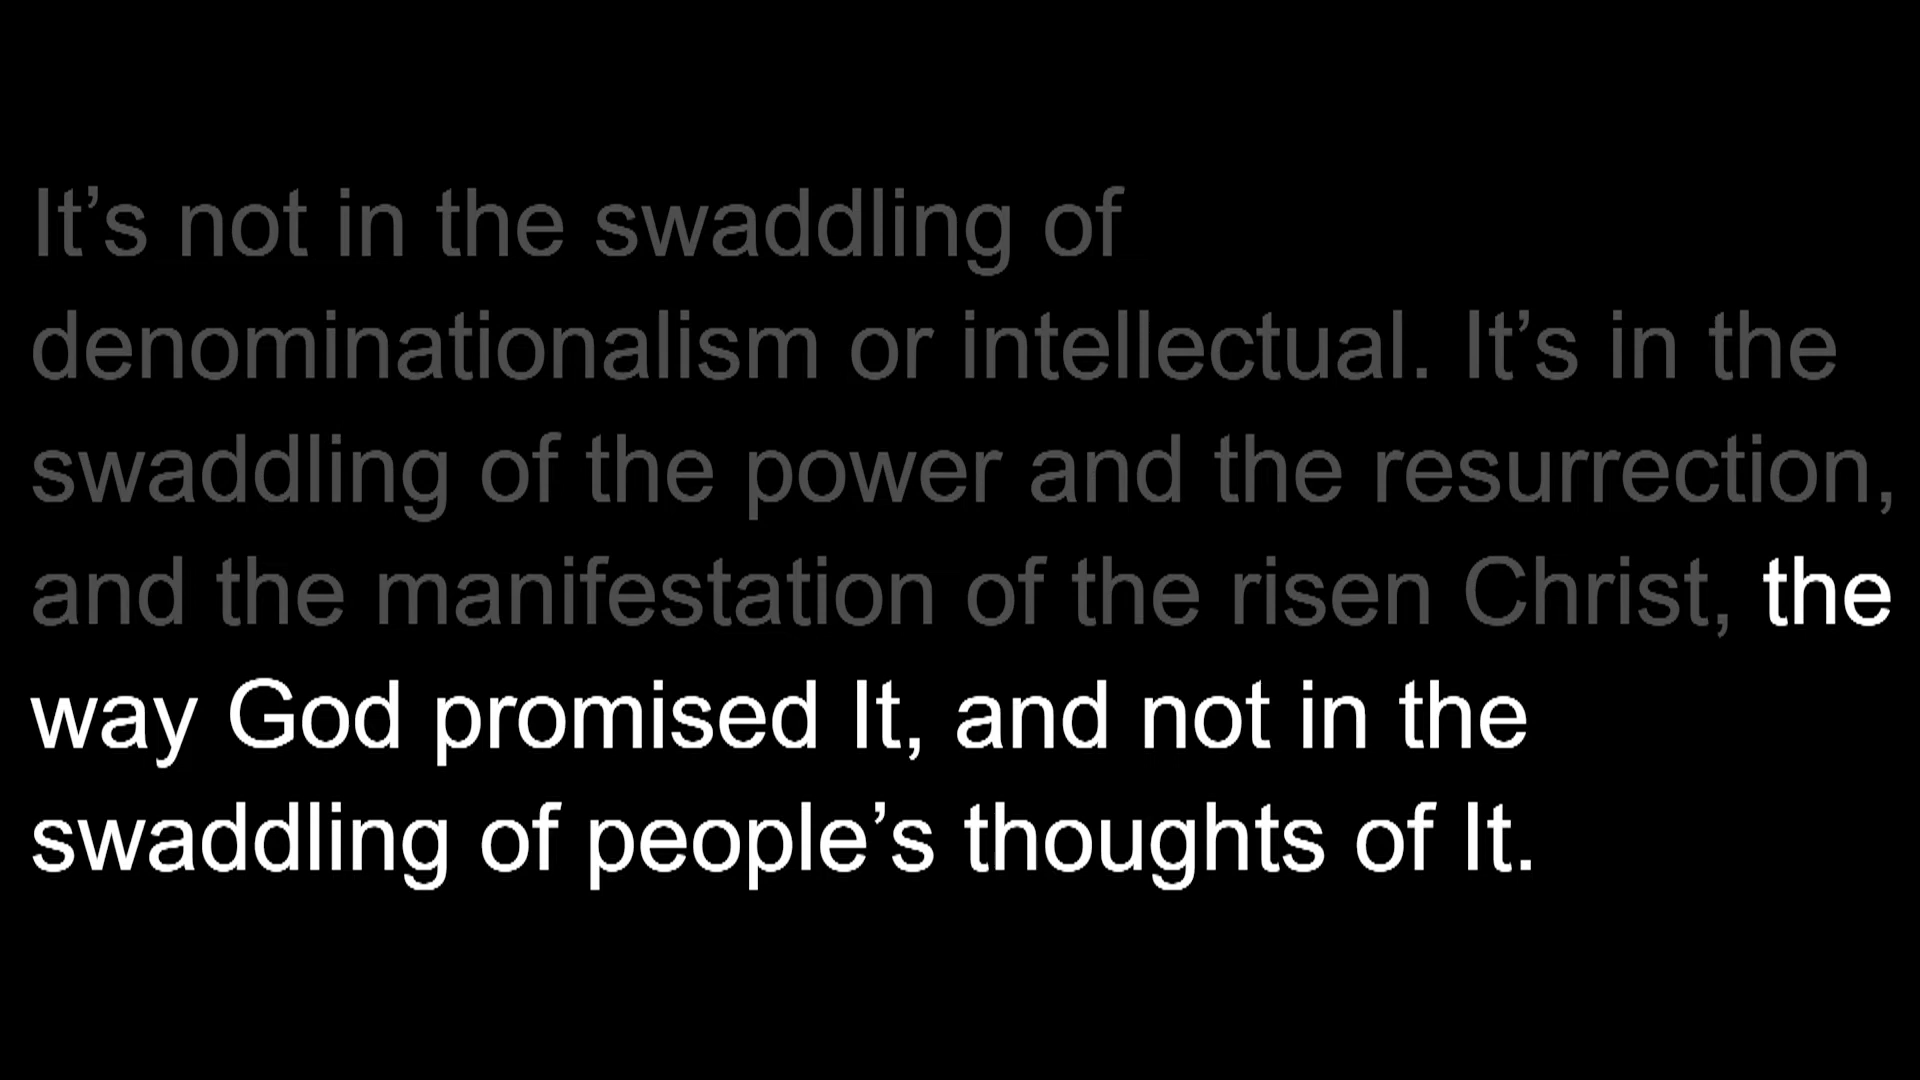 It’s not in the swaddling of
denominationalism or intellectual. It’s in the
swaddling of the power and the resurrection,
and the manifestation of the risen Christ, the
way God promised It, and not in the
swaddling of people’s thoughts of It.